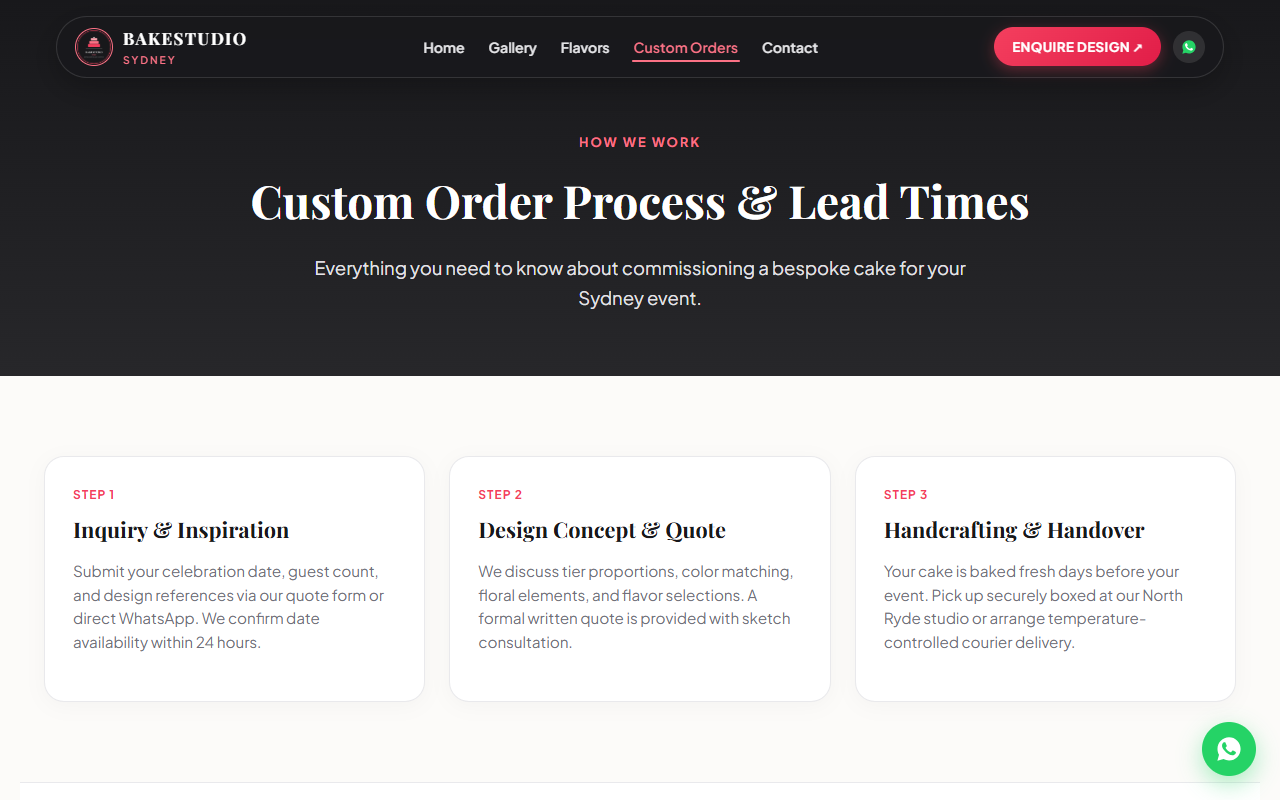 BAKESTUDIO
SYDNEY
Home
Gallery
Flavors
Custom Orders
Contact
ENQUIRE DESIGN ↗
HOW WE WORK
Custom Order Process & Lead Times
Everything you need to know about commissioning a bespoke cake for your
Sydney event.
STEP 1
Inquiry & Inspiration
Submit your celebration date, guest count,
and design references via our quote form or
direct WhatsApp. We confirm date
availability within 24 hours.
STEP 2
Design Concept & Quote
We discuss tier proportions, color matching,
floral elements, and flavor selections. A
formal written quote is provided with sketch
consultation.
STEP 3
Handcrafting & Handover
Your cake is baked fresh days before your
event. Pick up securely boxed at our North
Ryde studio or arrange temperature-
controlled courier delivery.